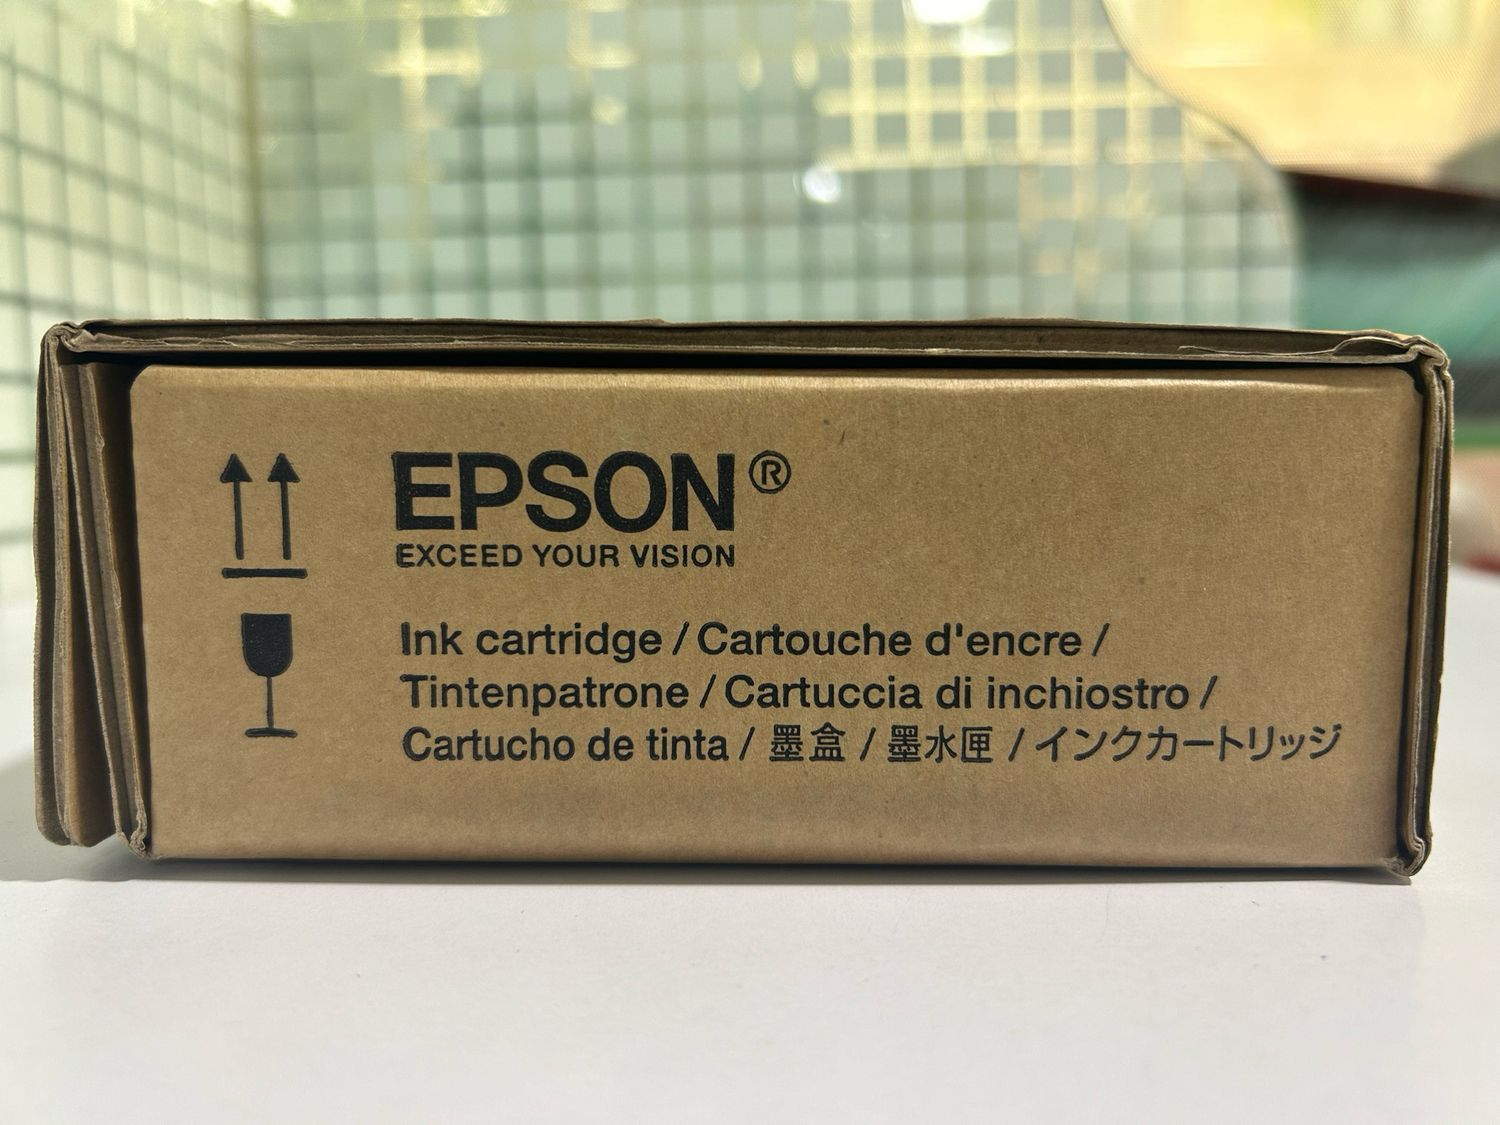 EPSON®
EXCEED YOUR VISION
Ink cartridge / Cartouche d'encre /
Tintenpatrone / Cartuccia di inchiostro /
Cartucho de tinta / 墨盒 / 墨水匣 / インクカートリッジ